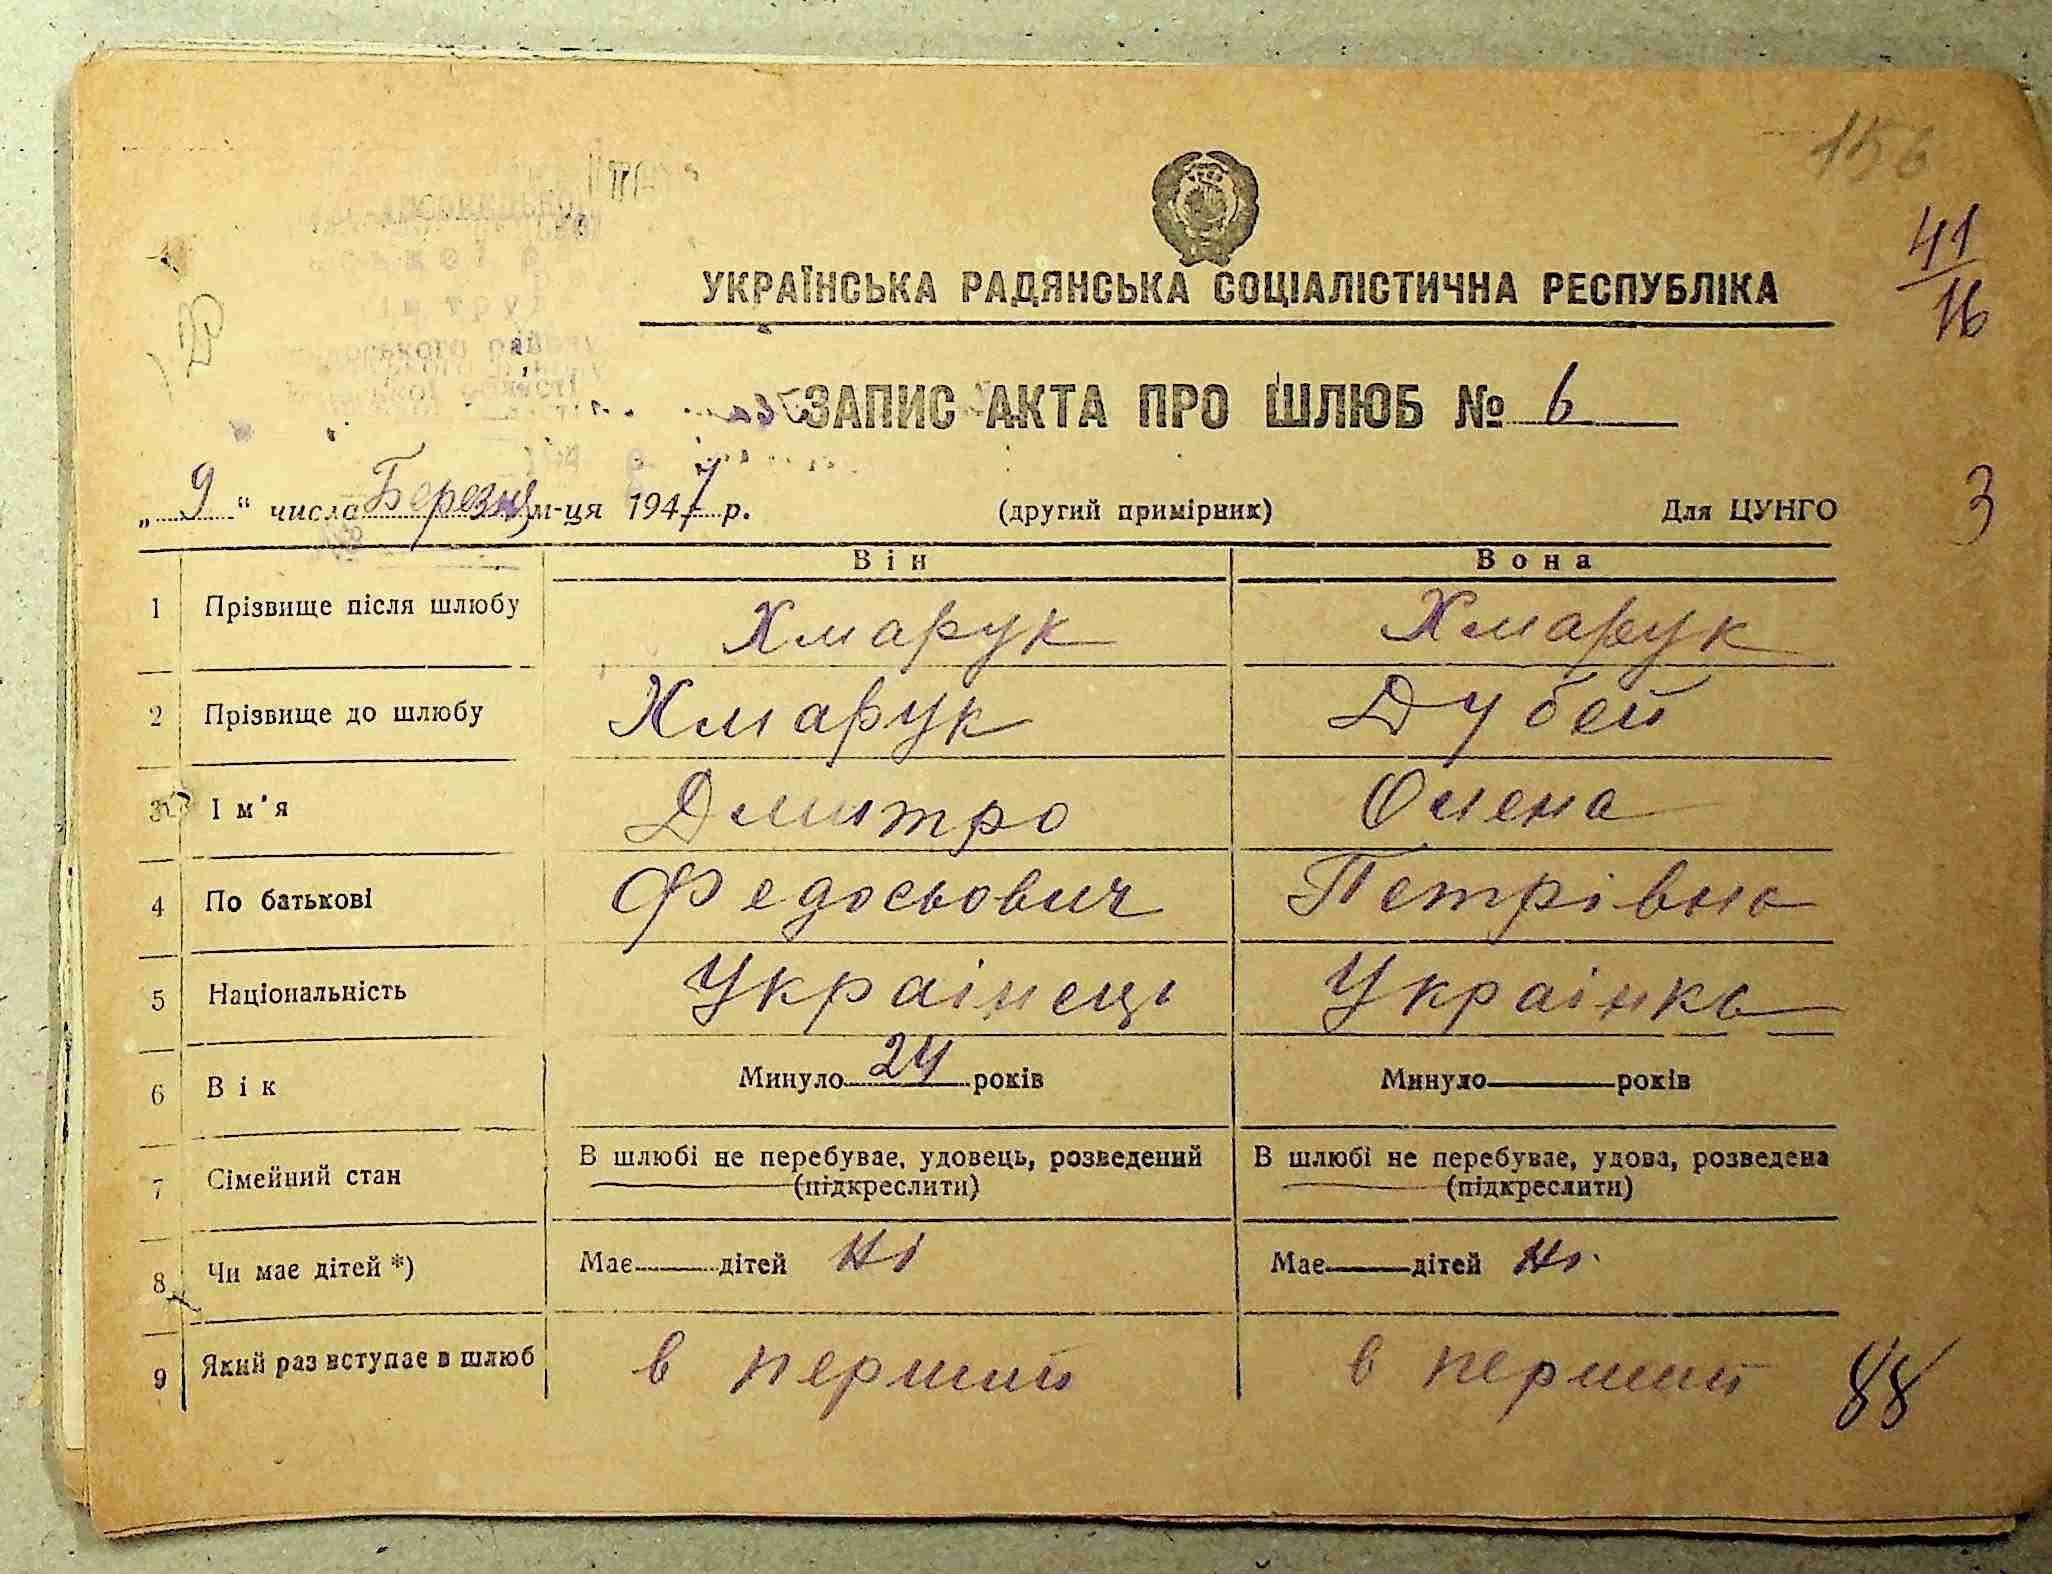 156
41
16
УКРАЇНСЬКА РАДЯНСЬКА СОЦІАЛІСТИЧНА РЕСПУБЛІКА
ЗАПИС АКТА ПРО ШЛЮБ № 6
„ 9 “ числа Березня м-ця 1947 р. (другий примірник) Для ЦУНГО 3
Він Вона
1 Прізвище після шлюбу Хмарук Хмарук
2 Прізвище до шлюбу Хмарук Дубей
3 Ім'я Дмитро Олена
4 По батькові Федосьович Петрівна
5 Національність Украінець Украінка
6 Вік Минуло 24 років Минуло — років
7 Сімейний стан В шлюбі не перебуває, удовець, розведений В шлюбі не перебуває, удова, розведена
(підкреслити) (підкреслити)
8 Чи має дітей *) Має — дітей Ні Має — дітей Ні
9 Який раз вступає в шлюб в перший в перший
88